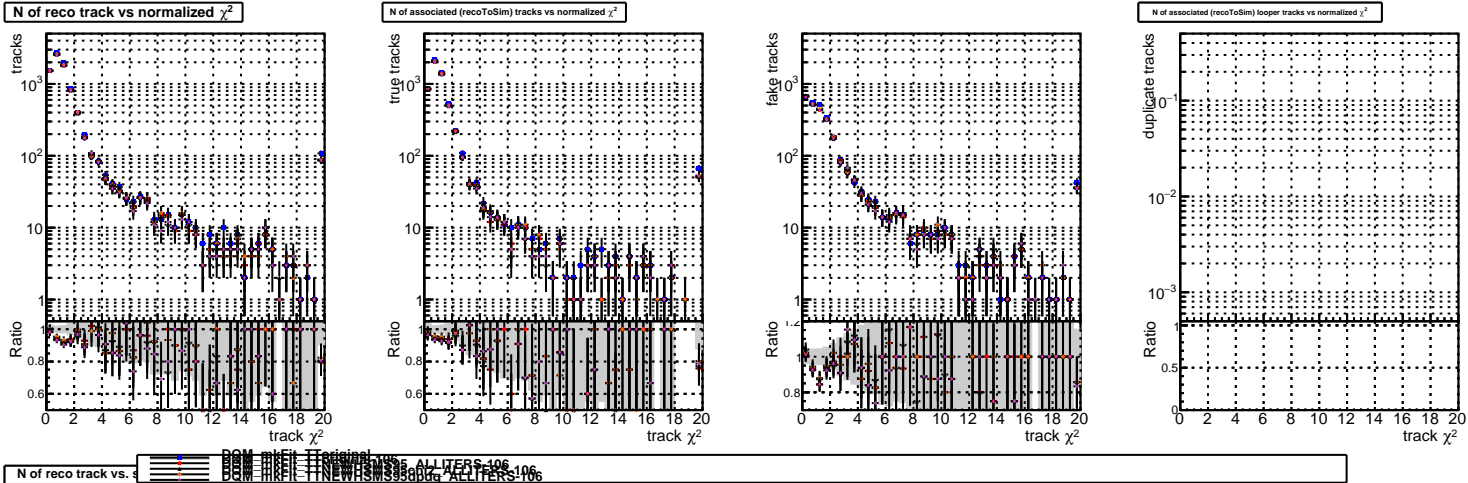 N of reco track vs normalized χ²
N of associated (recoToSim) tracks vs normalized χ²
N of associated (recoToSim) looper tracks vs normalized χ²
tracks
10³
10²
10
1
Ratio
1
0.8
0.6
0 2 4 6 8 10 12 14 16 18 20
track χ²
true tracks
10³
10²
10
1
Ratio
1
0.8
0.6
0 2 4 6 8 10 12 14 16 18 20
track χ²
fake tracks
10³
10²
10
1
Ratio
1.2
1
0.8
0 2 4 6 8 10 12 14 16 18 20
track χ²
duplicate tracks
10⁻¹
10⁻²
10⁻³
Ratio
1
0.5
0
0 2 4 6 8 10 12 14 16 18 20
track χ²
N of reco track vs.
DQM_mkFit_TTNEWHSMS95dpdq_ALLITERS-106